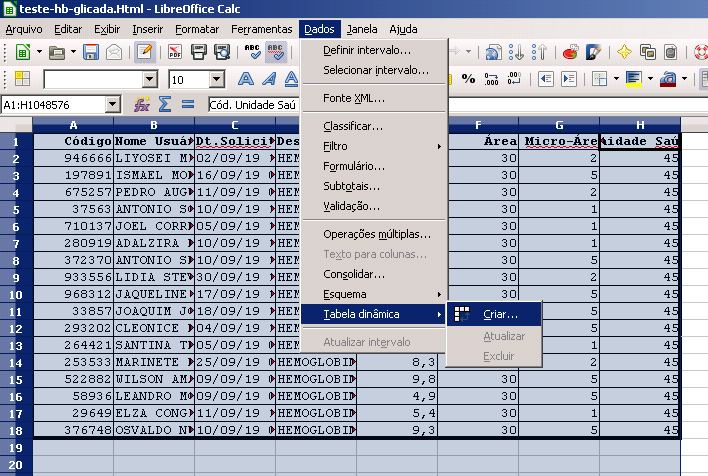 teste-hb-glicada.Html - LibreOffice Calc
Arquivo Editar Exibir Inserir Formatar Ferramentas Dados Janela Ajuda
10 %
A1:H1048576 Cód. Unidade Saú
A B C F G H
1 Código Nome Usuá Dt.Solici Des Área Micro-Áre nidade Saú
2 946666 LIYOSEI M 02/09/19 HEM 30 2 45
3 197891 ISMAEL MO 16/09/19 HEM 30 5 45
4 675257 PEDRO AUG 11/09/19 HEM 30 2 45
5 37563 ANTONIO S 10/09/19 HEM 30 1 45
6 710137 JOEL CORR 05/09/19 HEM 30 1 45
7 280919 ADALZIRA 10/09/19 HEM 30 1 45
8 372370 ANTONIO S 10/09/19 HEM 30 5 45
9 933556 LIDIA STE 30/09/19 HEM 30 2 45
10 968312 JAQUELINE 17/09/19 HEM 30 5 45
11 33857 JOAQUIM J 18/09/19 HEM 30 5 45
12 293202 CLEONICE 04/09/19 HEM 5 45
13 264421 SANTINA T 05/09/19 HEM 1 45
14 253533 MARINETE 25/09/19 HEMOGLOBI 8,3 2 45
15 522882 WILSON AM 09/09/19 HEMOGLOBI 9,8 30 5 45
16 58936 LEANDRO M 09/09/19 HEMOGLOBI 4,9 30 5 45
17 29649 ELZA CONG 11/09/19 HEMOGLOBI 5,4 30 1 45
18 376748 OSVALDO N 10/09/19 HEMOGLOBI 9,3 30 5 45
19
20
Definir intervalo...
Selecionar intervalo...
Fonte XML...
Classificar...
Filtro
Formulário...
Subtotais...
Validação...
Operações múltiplas...
Texto para colunas...
Consolidar...
Esquema
Tabela dinâmica
Atualizar intervalo
Criar...
Atualizar
Excluir